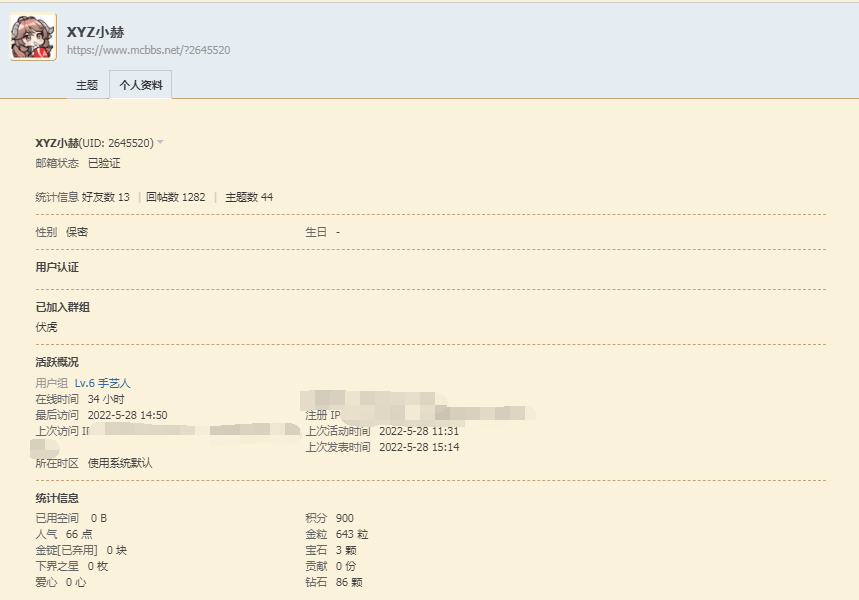 XYZ小赫
https://www.mcbbs.net/?2645520
主题 个人资料
XYZ小赫(UID: 2645520)
邮箱状态 已验证
统计信息 好友数 13 | 回帖数 1282 | 主题数 44
性别 保密 生日 -
用户认证
已加入群组
伏虎
活跃概况
用户组 Lv.6 手艺人
在线时间 34 小时
最后访问 2022-5-28 14:50 注册 IP
上次访问 上次活动时间 2022-5-28 11:31
上次发表时间 2022-5-28 15:14
所在时区 使用系统默认
统计信息
已用空间 0 B 积分 900
人气 66 点 金粒 643 粒
金锭[已弃用] 0 块 宝石 3 颗
下界之星 0 枚 贡献 0 份
爱心 0 心 钻石 86 颗